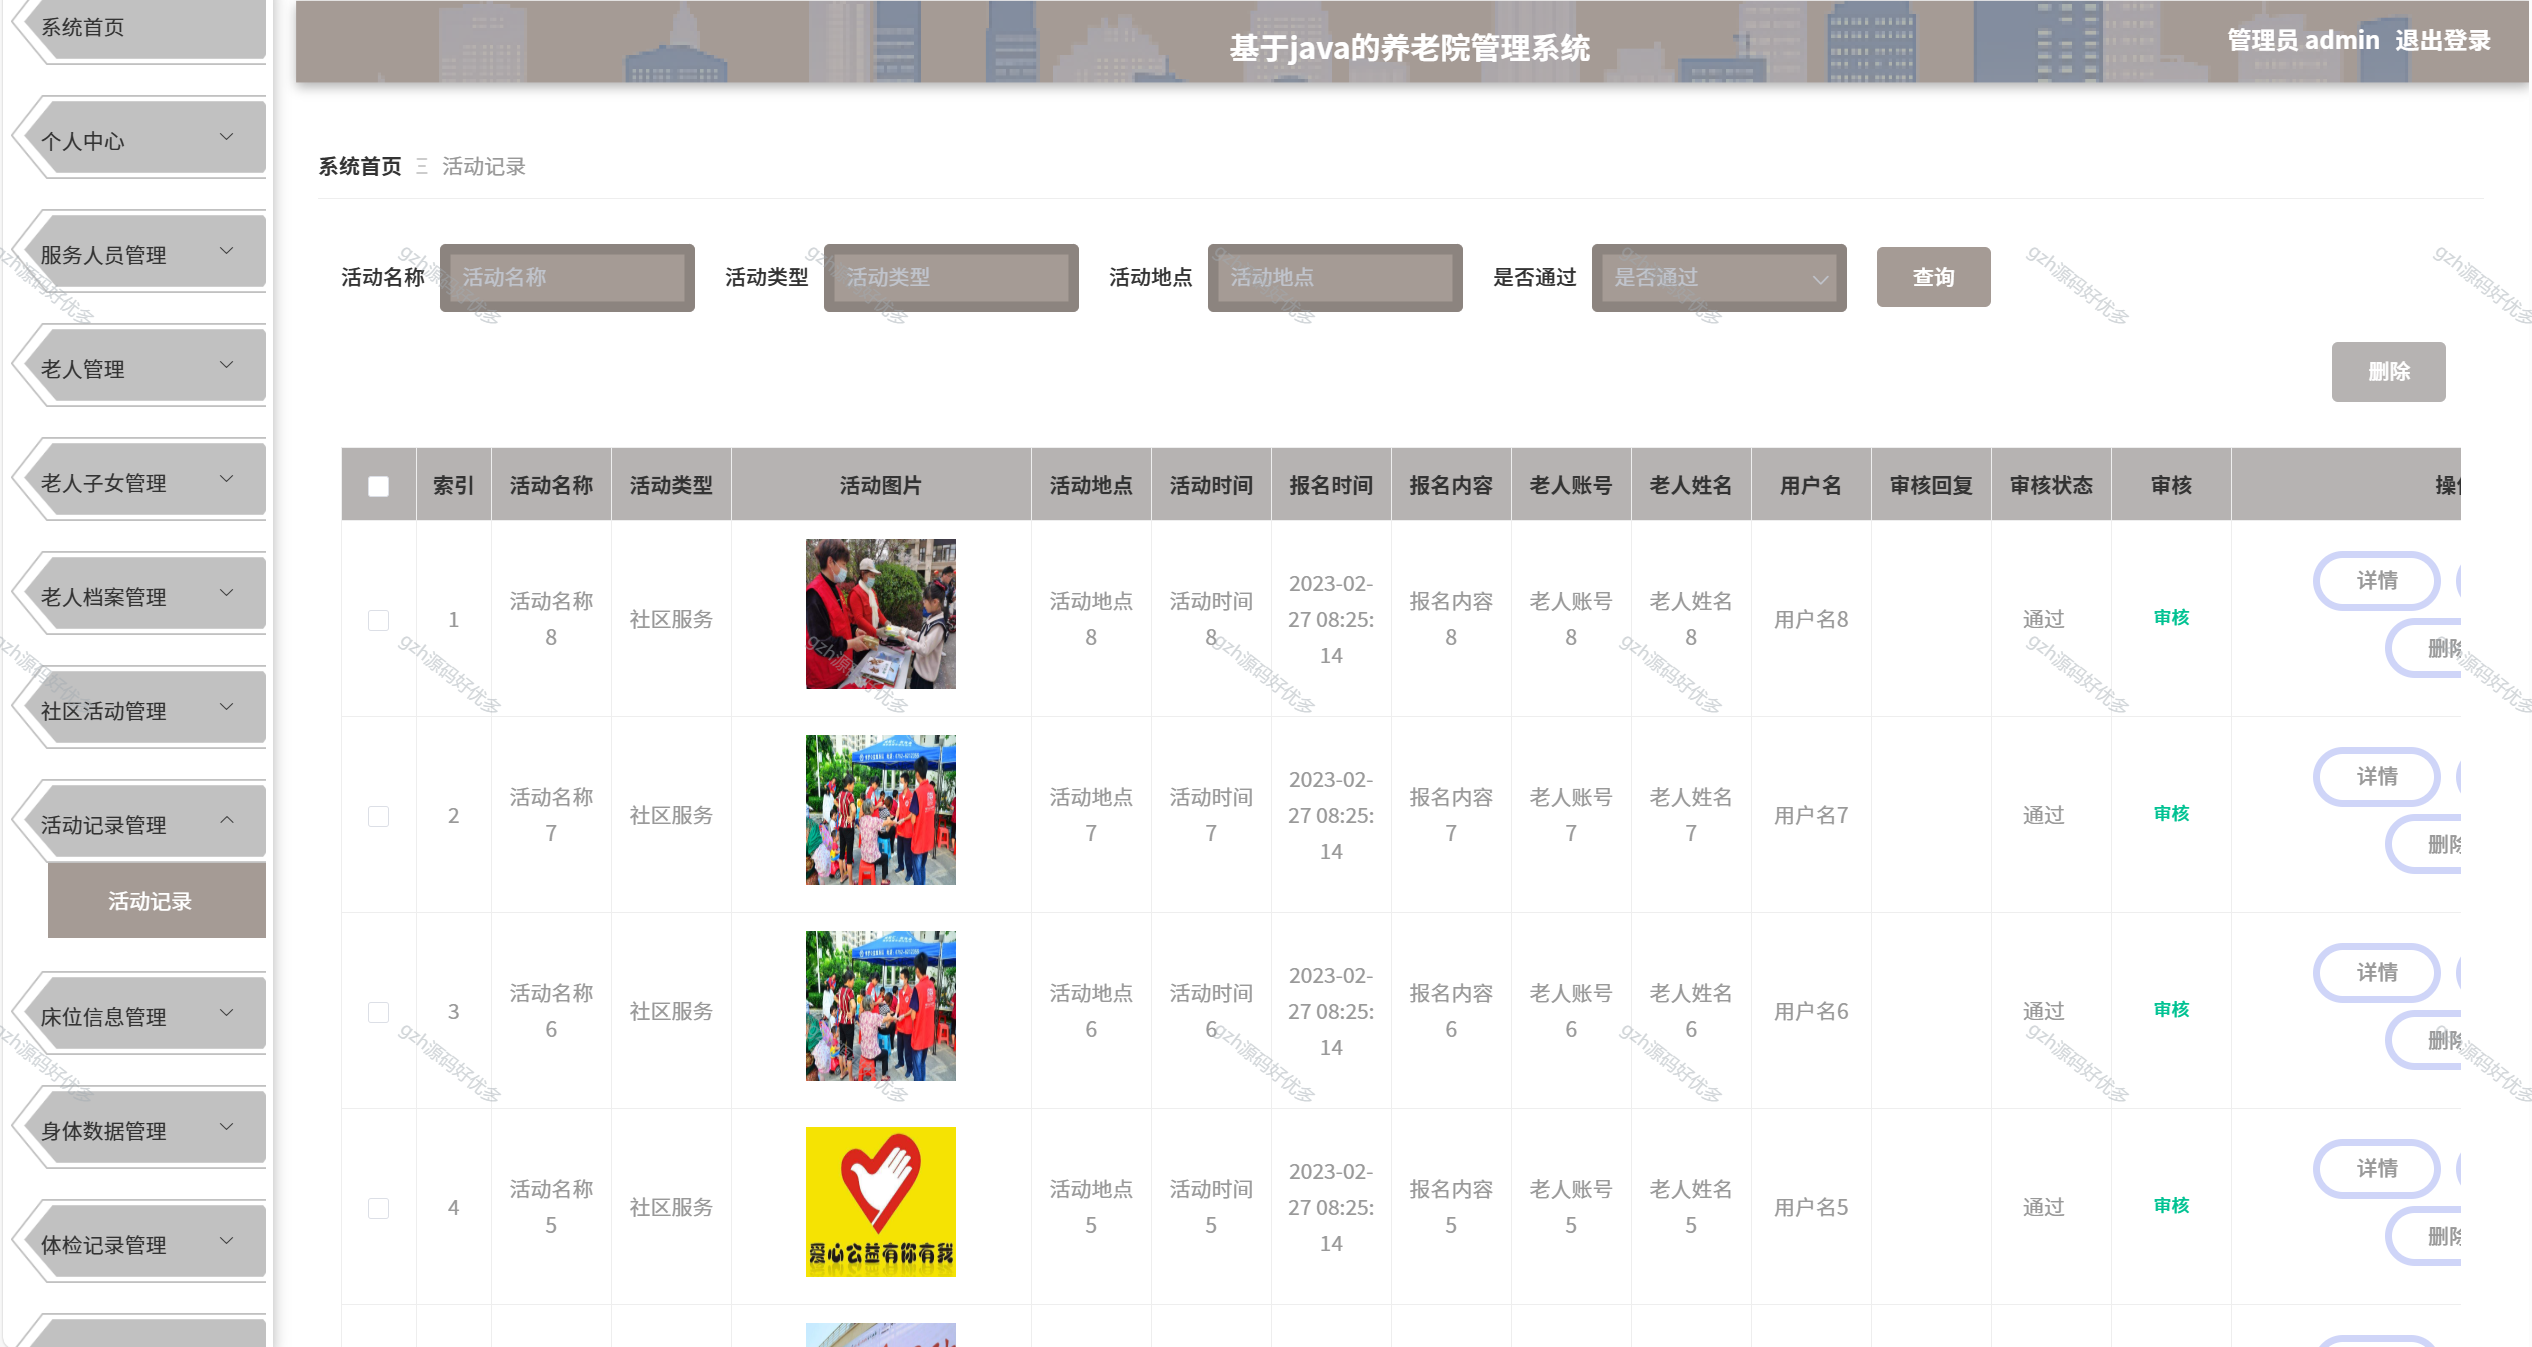 系统首页
个人中心
服务人员管理
老人管理
老人子女管理
老人档案管理
社区活动管理
活动记录管理
活动记录
床位信息管理
身体数据管理
体检记录管理
基于java的养老院管理系统
管理员 admin 退出登录
系统首页 活动记录
活动名称 活动名称 活动类型 活动类型 活动地点 活动地点 是否通过 是否通过 查询
删除
索引 活动名称 活动类型 活动图片 活动地点 活动时间 报名时间 报名内容 老人账号 老人姓名 用户名 审核回复 审核状态 审核
1 活动名称8 社区服务 活动地点8 活动时间8 2023-02-27 08:25:14 报名内容8 老人账号8 老人姓名8 用户名8 通过 审核 详情 删除
2 活动名称7 社区服务 活动地点7 活动时间7 2023-02-27 08:25:14 报名内容7 老人账号7 老人姓名7 用户名7 通过 审核 详情 删除
3 活动名称6 社区服务 活动地点6 活动时间6 2023-02-27 08:25:14 报名内容6 老人账号6 老人姓名6 用户名6 通过 审核 详情 删除
4 活动名称5 社区服务 活动地点5 活动时间5 2023-02-27 08:25:14 报名内容5 老人账号5 老人姓名5 用户名5 通过 审核 详情 删除
爱心公益有你有我
gzh源码好优多